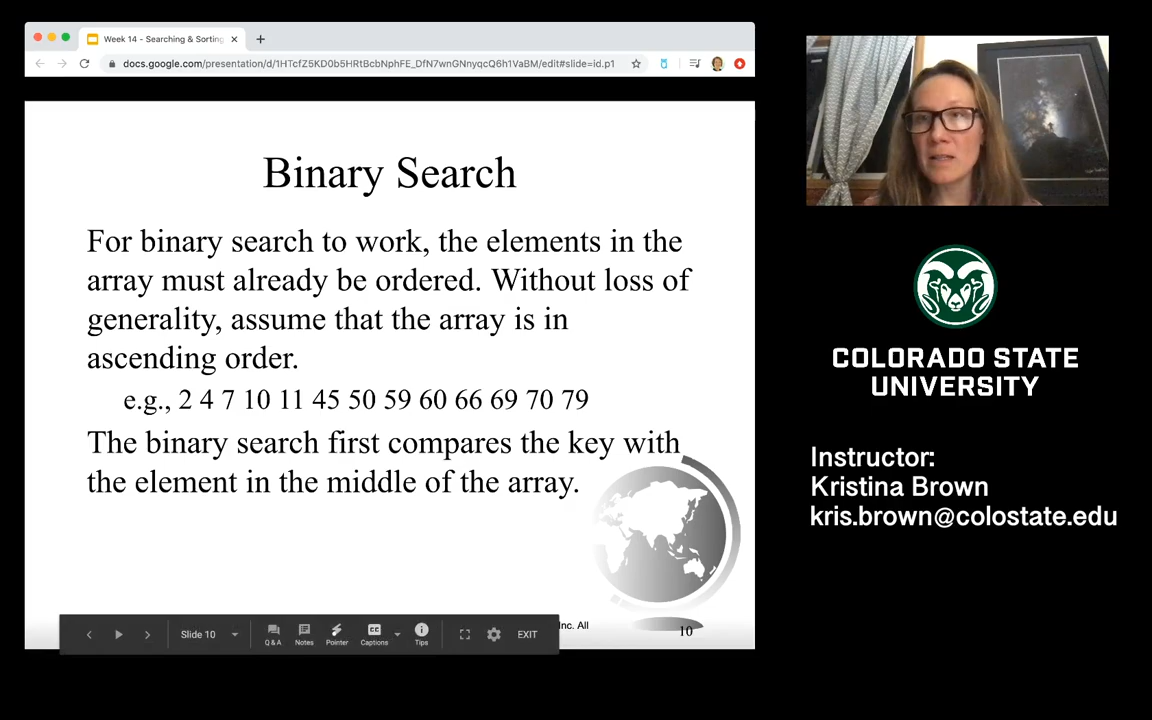 Week 14 - Searching & Sorting
docs.google.com/presentation/d/1HTcfZ5KD0b5HRtBcbNphFE_DfN7wnGNnyqcQ6h1VaBM/edit#slide=id.p1
Binary Search
For binary search to work, the elements in the
array must already be ordered. Without loss of
generality, assume that the array is in
ascending order.
e.g., 2 4 7 10 11 45 50 59 60 66 69 70 79
The binary search first compares the key with
the element in the middle of the array.
Inc. All
10
Slide 10
Q & A
Notes
Pointer
CC
Captions
Tips
EXIT
COLORADO STATE
UNIVERSITY
Instructor:
Kristina Brown
kris.brown@colostate.edu